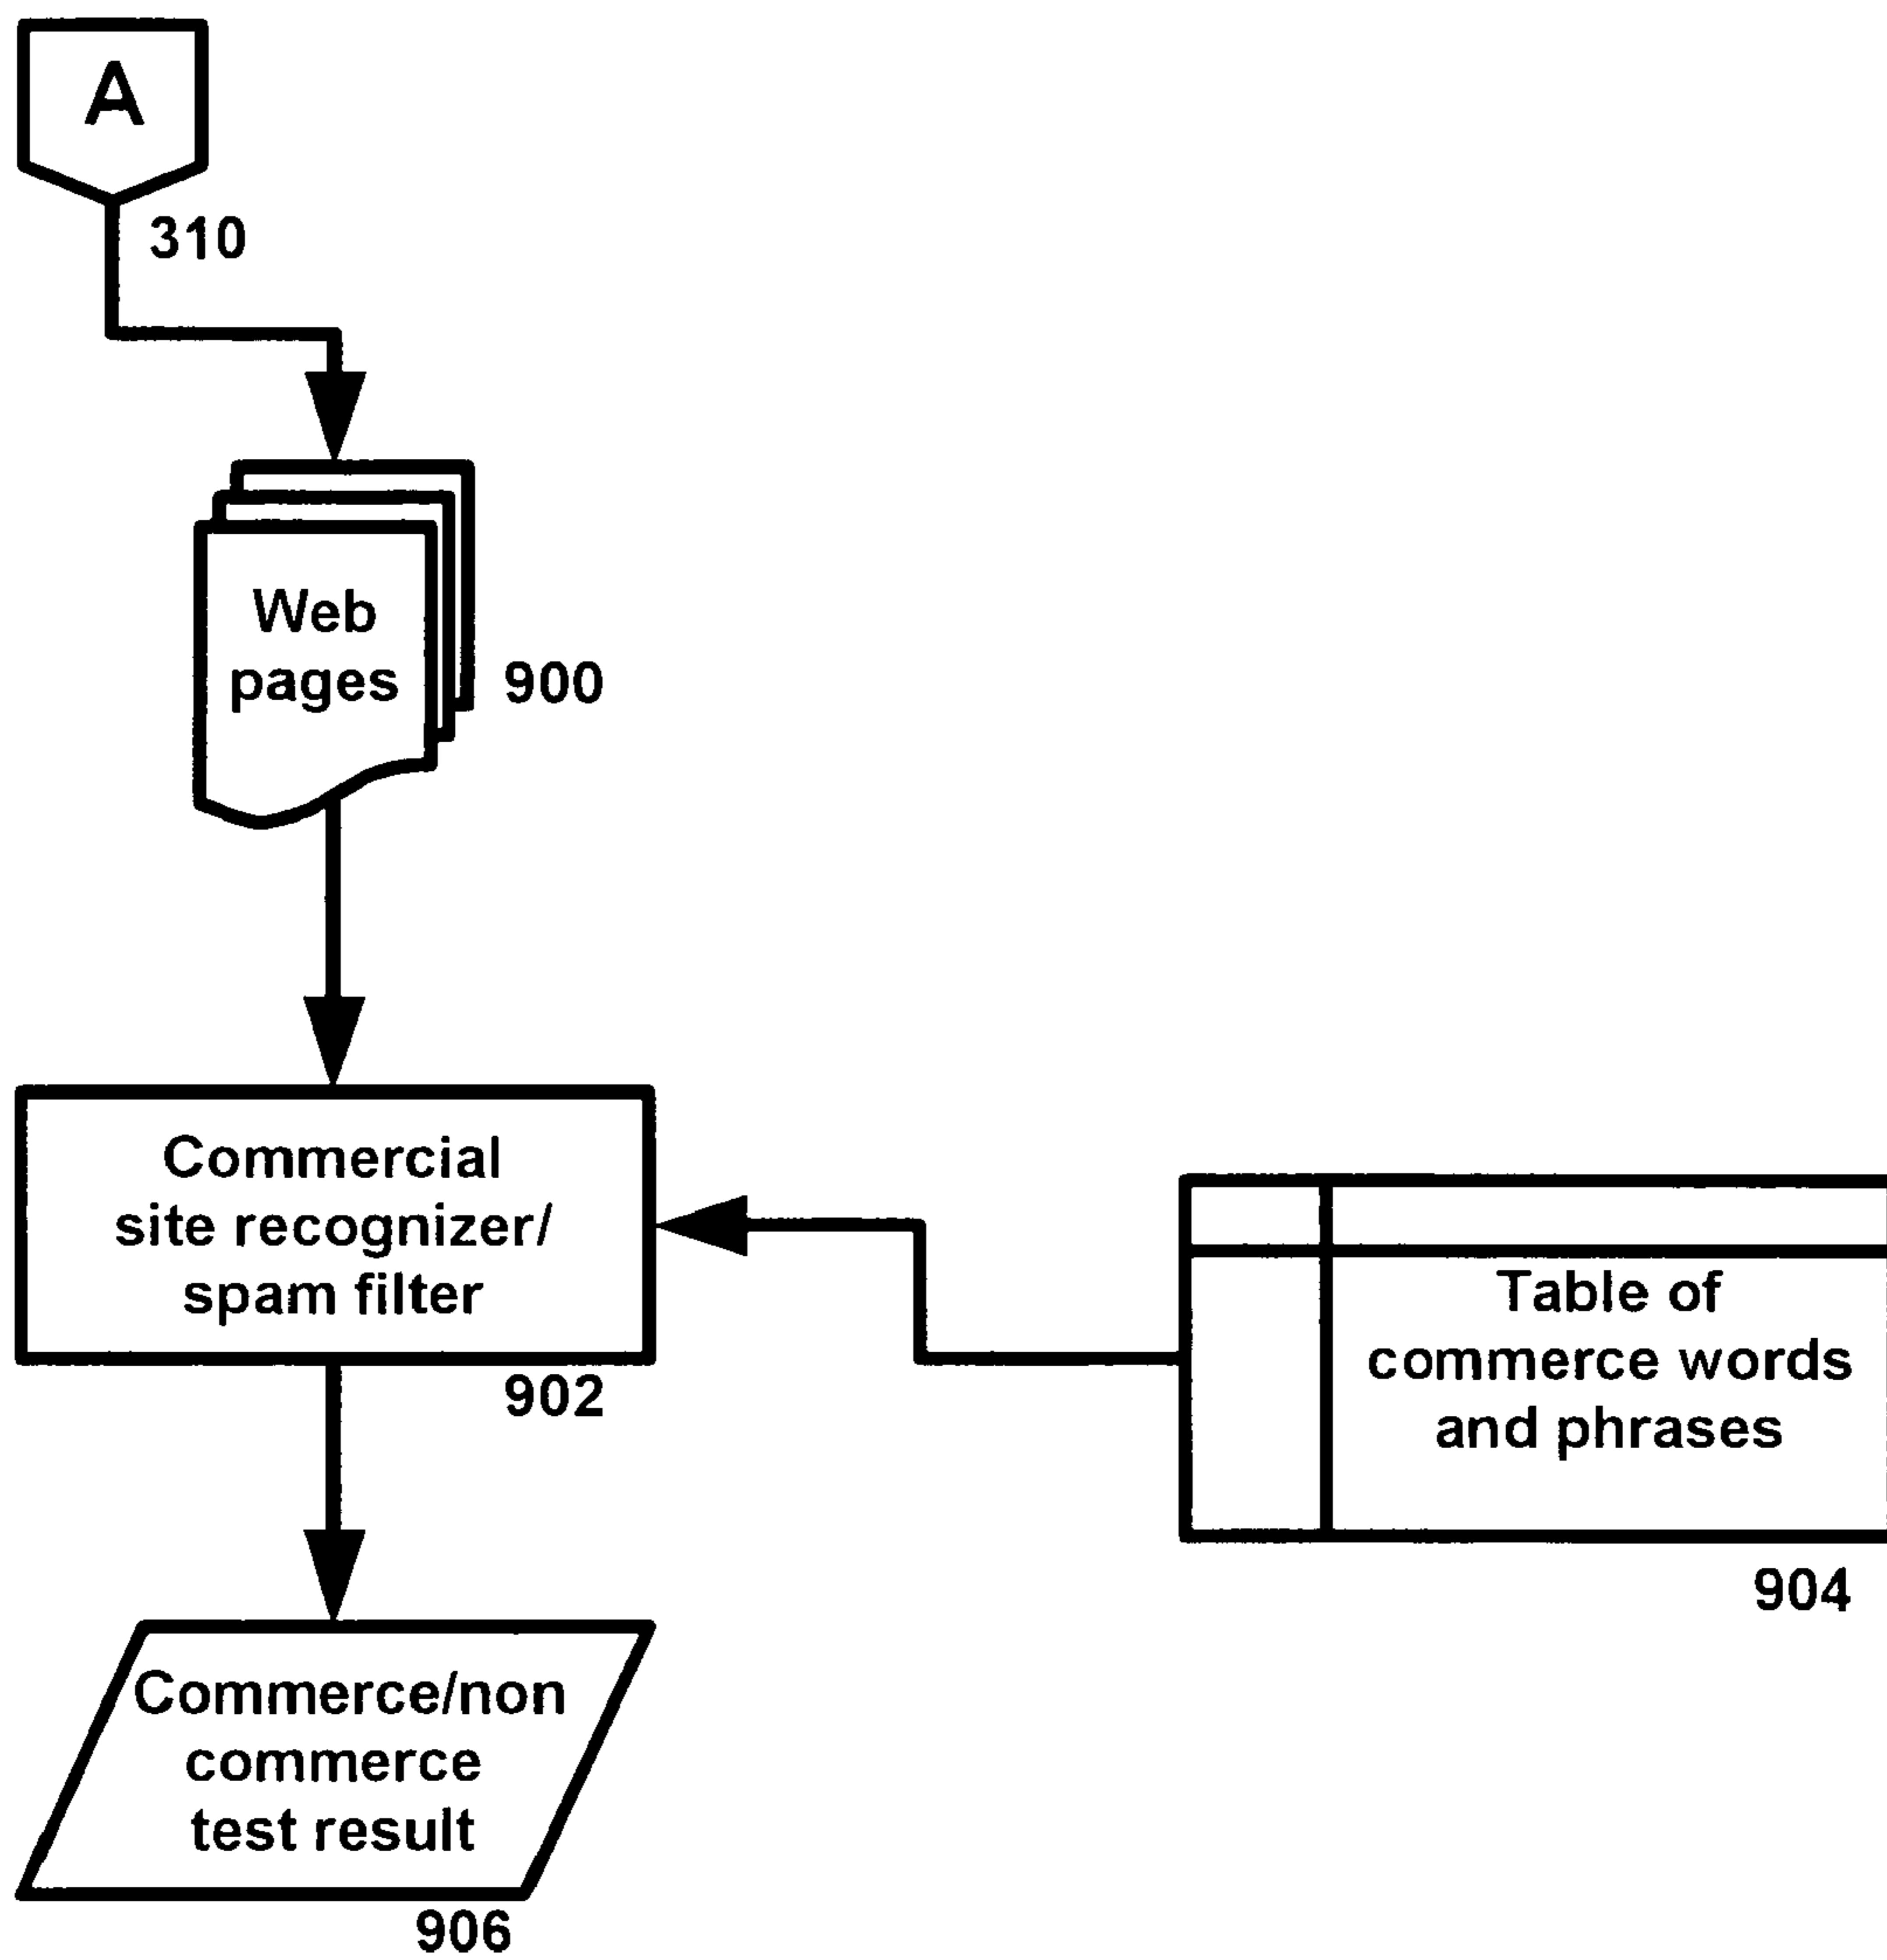 A
310
Web
pages
900
Commercial
site recognizer/
spam filter
902
Table of
commerce words
and phrases
904
Commerce/non
commerce
test result
906